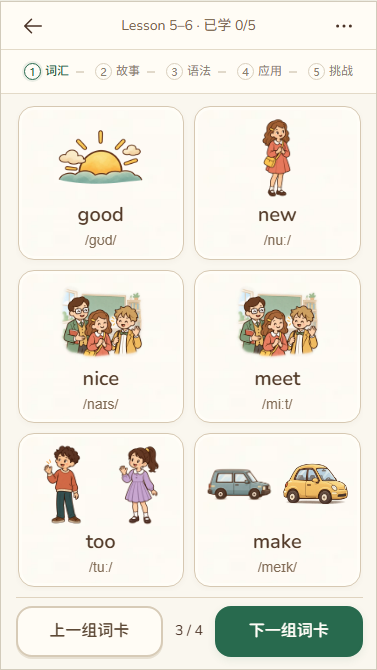 Lesson 5–6 · 已学 0/5
1 词汇 – 2 故事 – 3 语法 – 4 应用 – 5 挑战
good new
/ɡʊd/ /nuː/
nice meet
/naɪs/ /miːt/
too make
/tuː/ /meɪk/
上一组词卡 3 / 4 下一组词卡